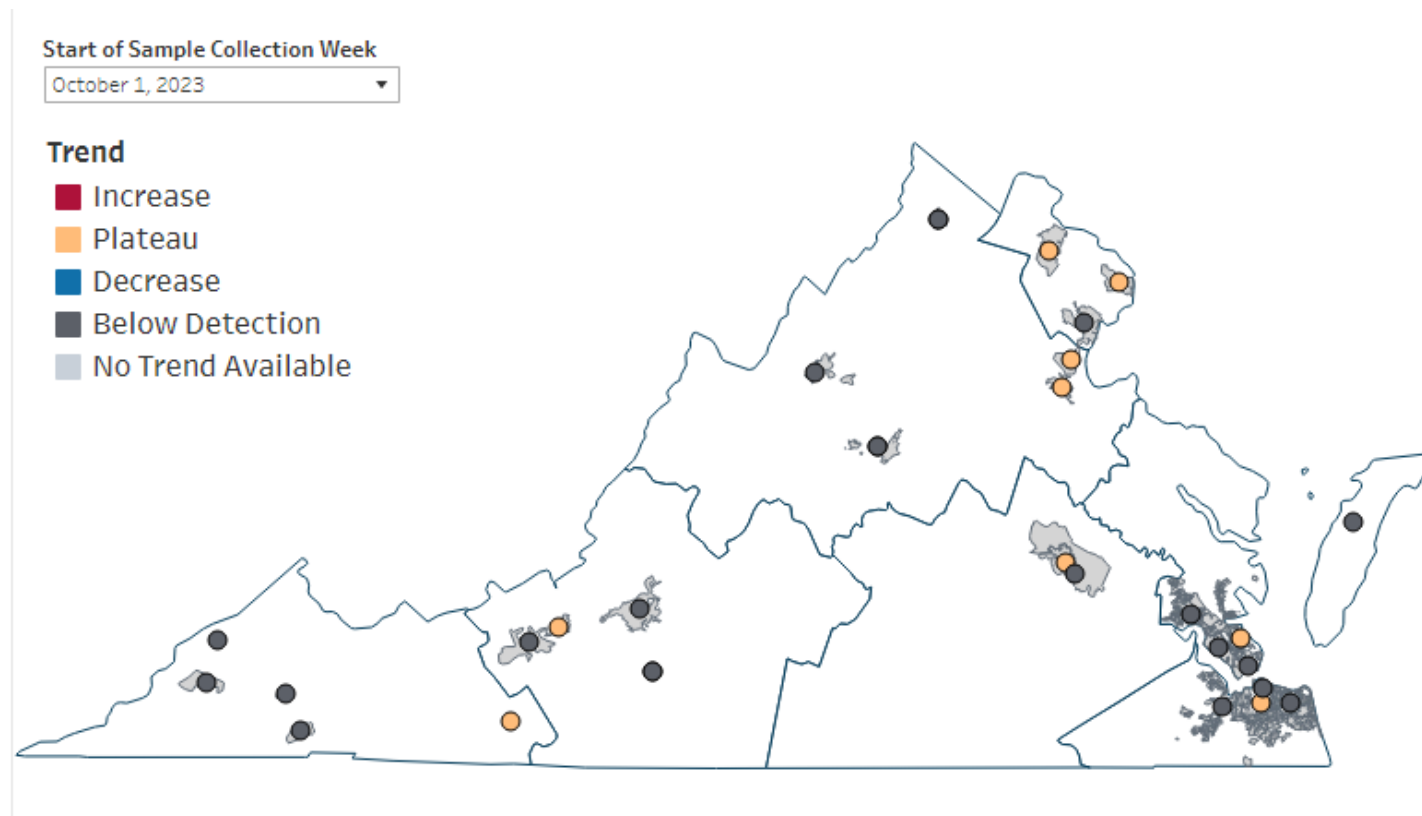 Start of Sample Collection Week
October 1, 2023
Trend
Increase
Plateau
Decrease
Below Detection
No Trend Available